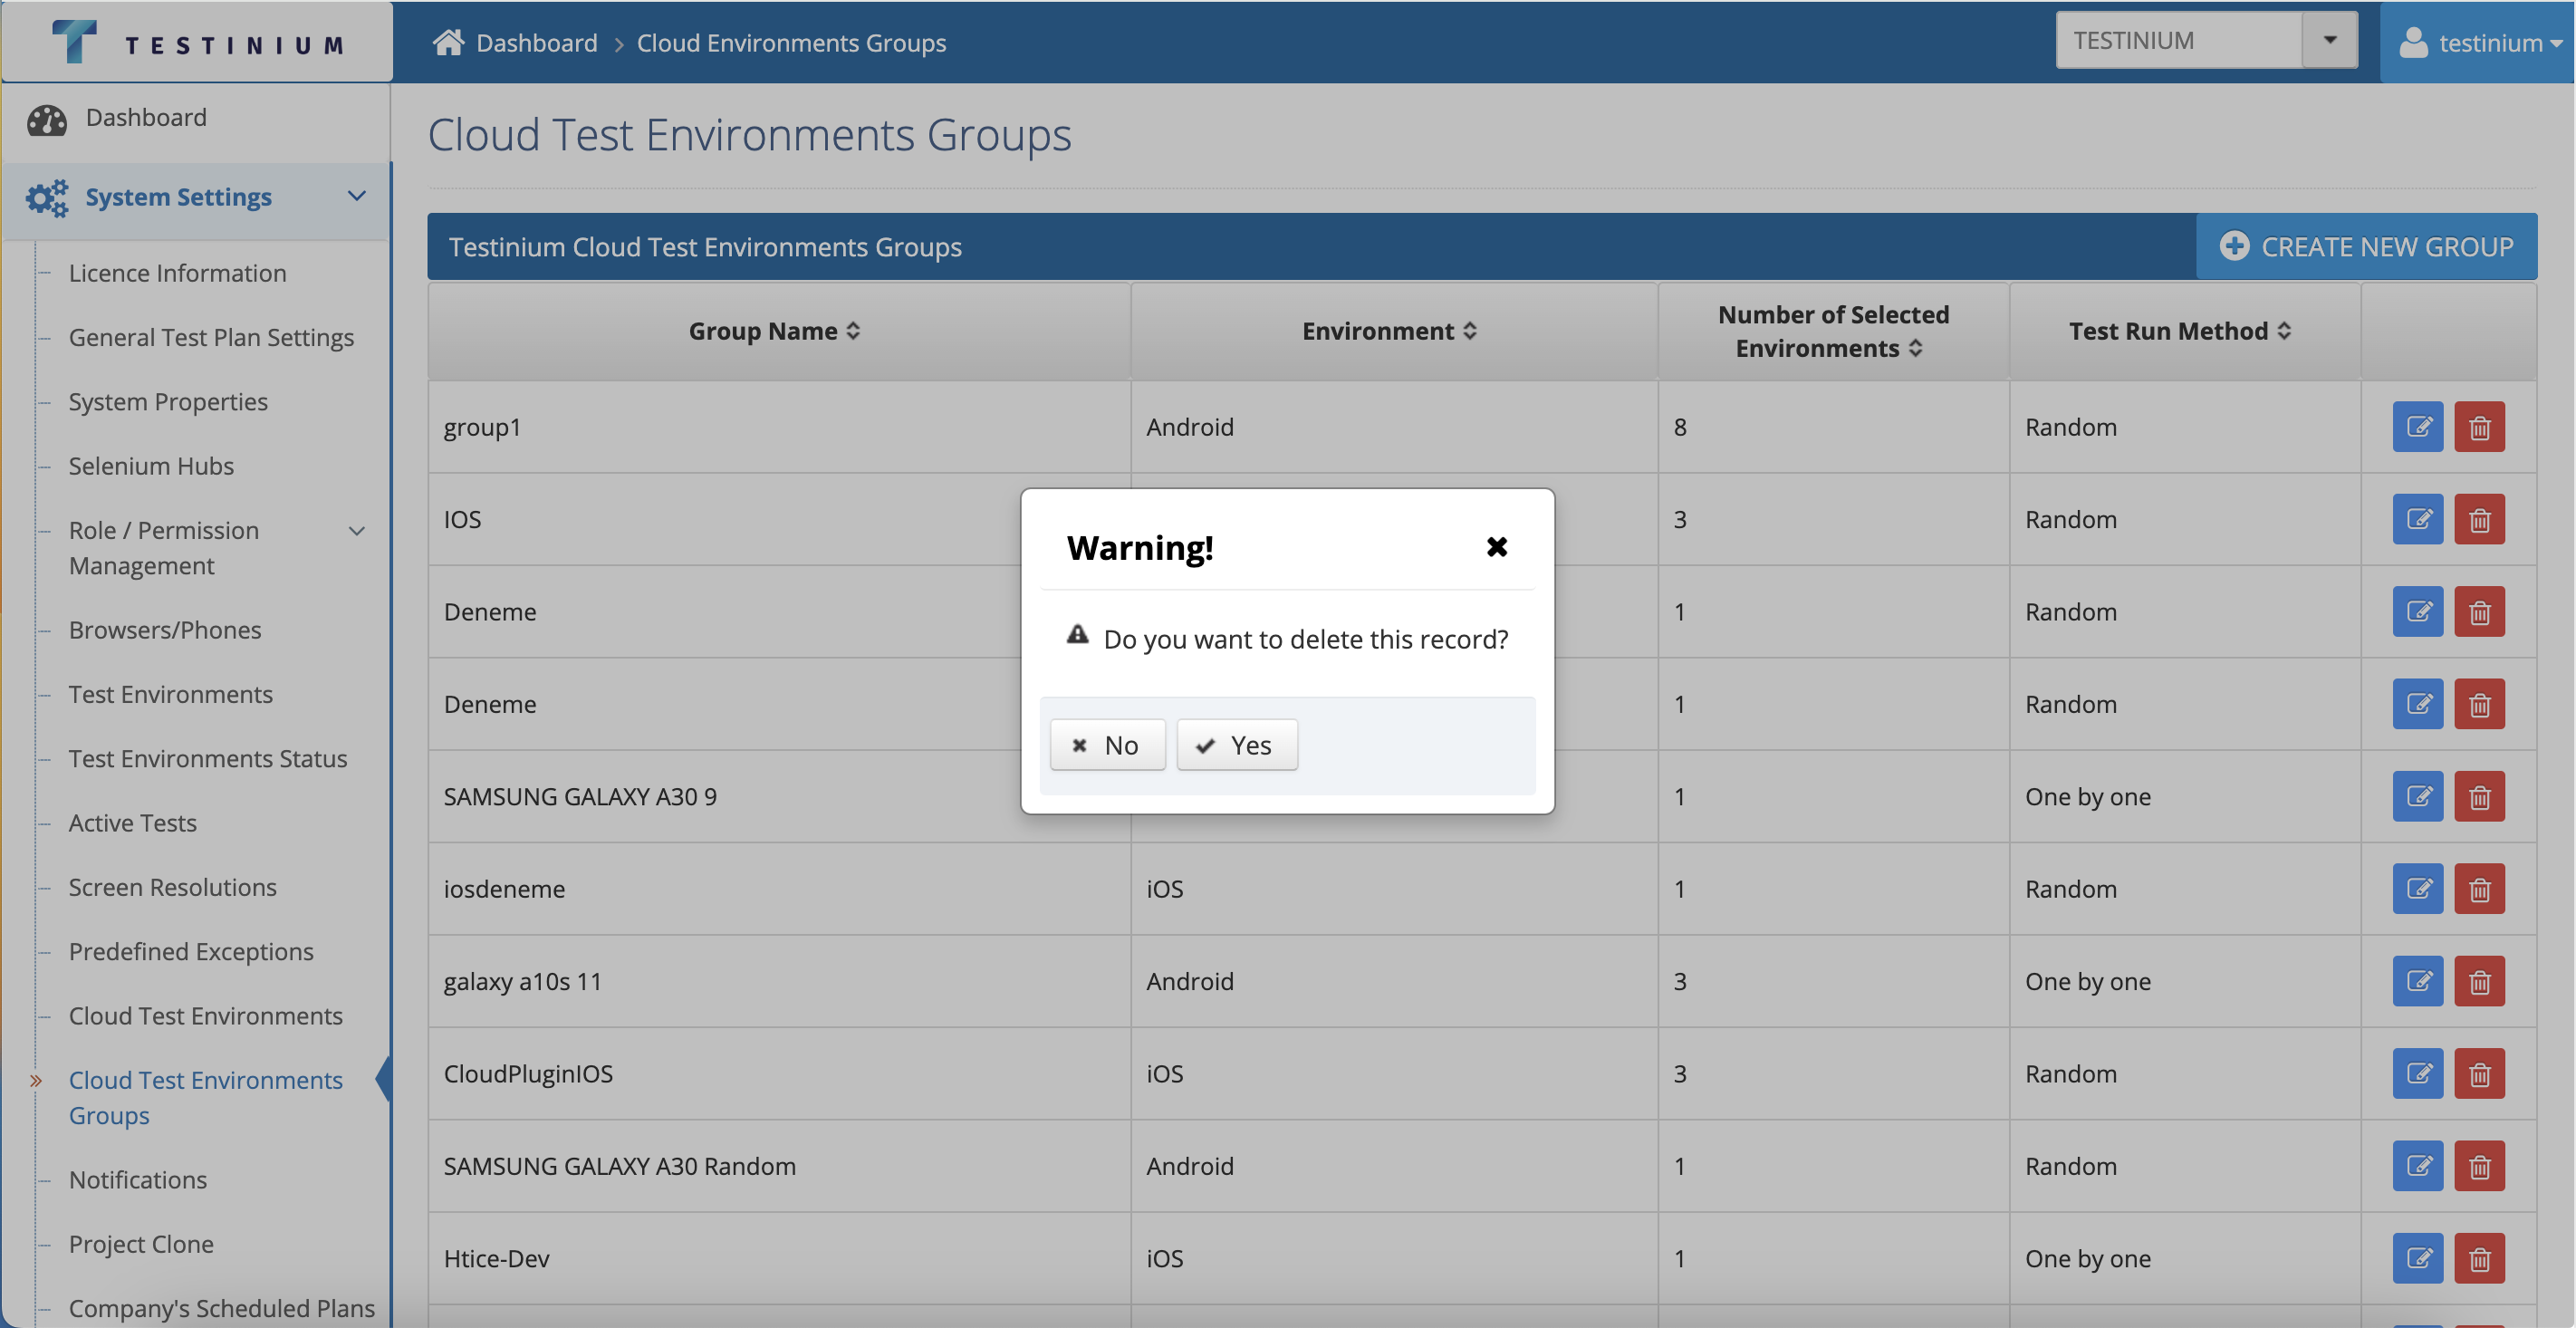 TESTINIUM
Dashboard > Cloud Environments Groups
TESTINIUM
testinium
Dashboard
System Settings
Licence Information
General Test Plan Settings
System Properties
Selenium Hubs
Role / Permission
Management
Browsers/Phones
Test Environments
Test Environments Status
Active Tests
Screen Resolutions
Predefined Exceptions
Cloud Test Environments
Cloud Test Environments
Groups
Notifications
Project Clone
Company's Scheduled Plans
Cloud Test Environments Groups
Testinium Cloud Test Environments Groups
CREATE NEW GROUP
Group Name
Environment
Number of Selected
Environments
Test Run Method
group1 Android 8 Random
IOS 3 Random
Deneme 1 Random
Deneme 1 Random
SAMSUNG GALAXY A30 9 1 One by one
iosdeneme iOS 1 Random
galaxy a10s 11 Android 3 One by one
CloudPluginIOS iOS 3 Random
SAMSUNG GALAXY A30 Random Android 1 Random
Htice-Dev iOS 1 One by one
Warning!
Do you want to delete this record?
No
Yes